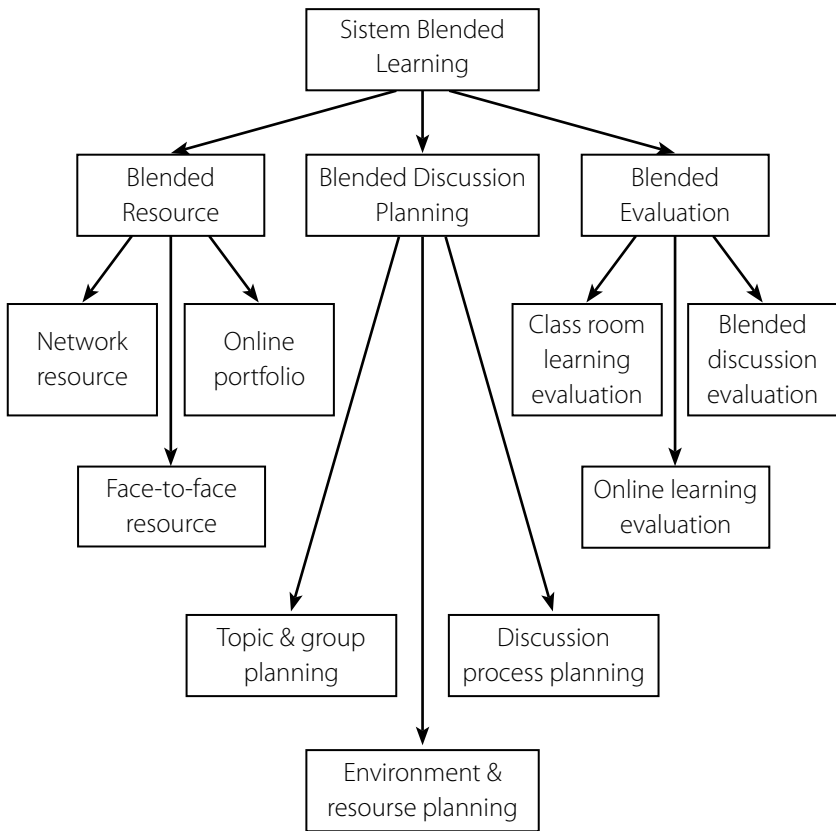 Sistem Blended
Learning
Blended
Resource
Blended Discussion
Planning
Blended
Evaluation
Network
resource
Online
portfolio
Class room
learning
evaluation
Blended
discussion
evaluation
Face-to-face
resource
Online learning
evaluation
Topic & group
planning
Discussion
process planning
Environment &
resourse planning